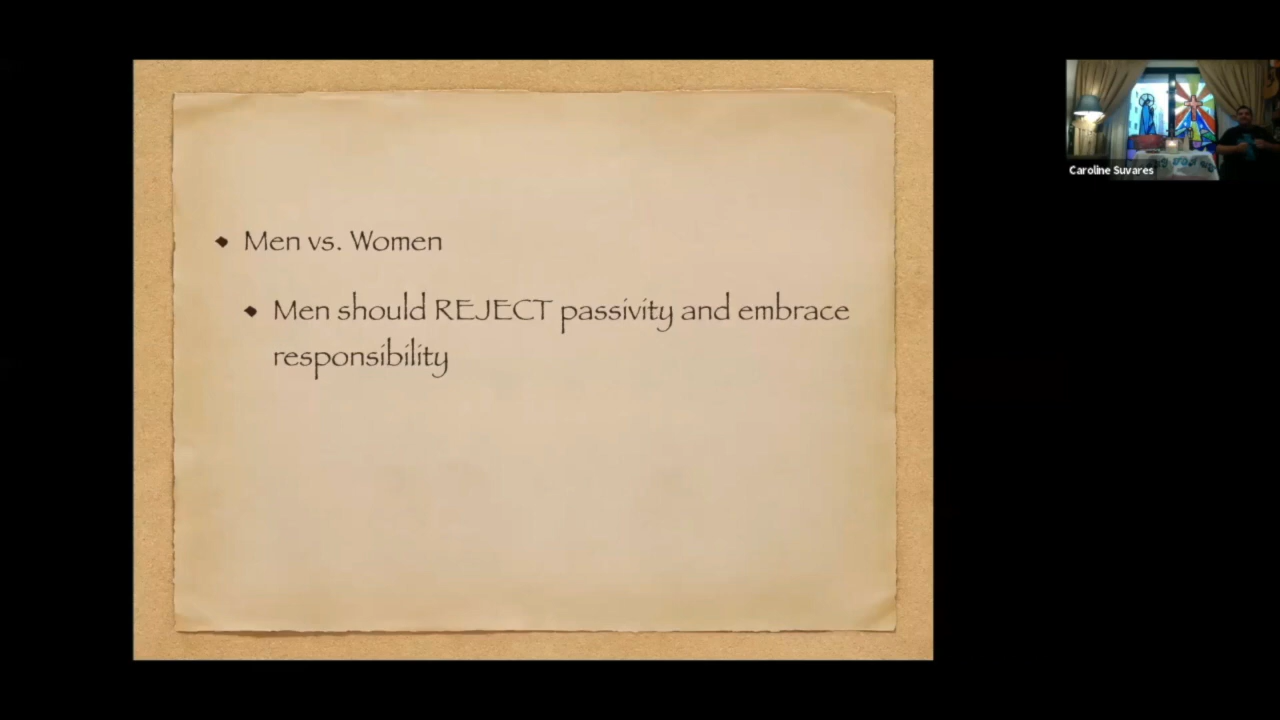 Men vs. Women
Men should REJECT passivity and embrace
responsibility
Caroline Suvares